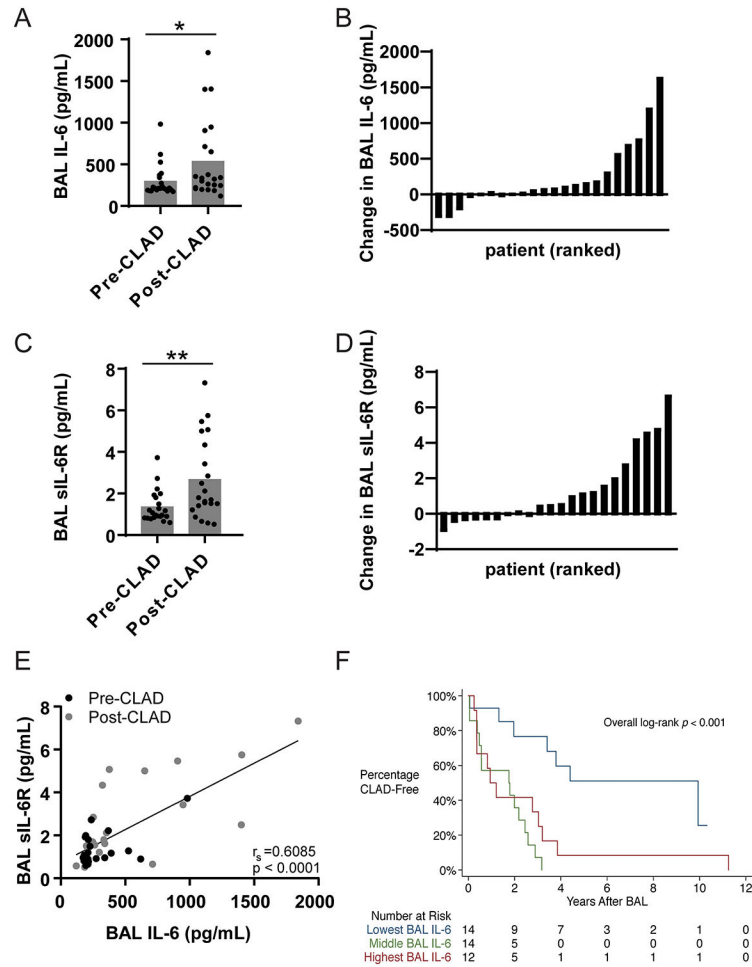 A
*
BAL IL-6 (pg/mL)
2000
1500
1000
500
0
Pre-CLAD
Post-CLAD
B
Change in BAL IL-6 (pg/mL)
2000
1500
1000
500
0
-500
patient (ranked)
C
**
BAL sIL-6R (pg/mL)
8
6
4
2
0
Pre-CLAD
Post-CLAD
D
Change in BAL sIL-6R (pg/mL)
8
6
4
2
0
-2
patient (ranked)
E
Pre-CLAD
Post-CLAD
BAL sIL-6R (pg/mL)
8
6
4
2
0
rs =0.6085
p < 0.0001
0 500 1000 1500 2000
BAL IL-6 (pg/mL)
F
Overall log-rank p < 0.001
Percentage
CLAD-Free
100%
80%
60%
40%
20%
0%
0 2 4 6 8 10 12
Years After BAL
Number at Risk
Lowest BAL IL-6 14 9 7 3 2 1 0
Middle BAL IL-6 14 5 0 0 0 0 0
Highest BAL IL-6 12 5 1 1 1 1 0